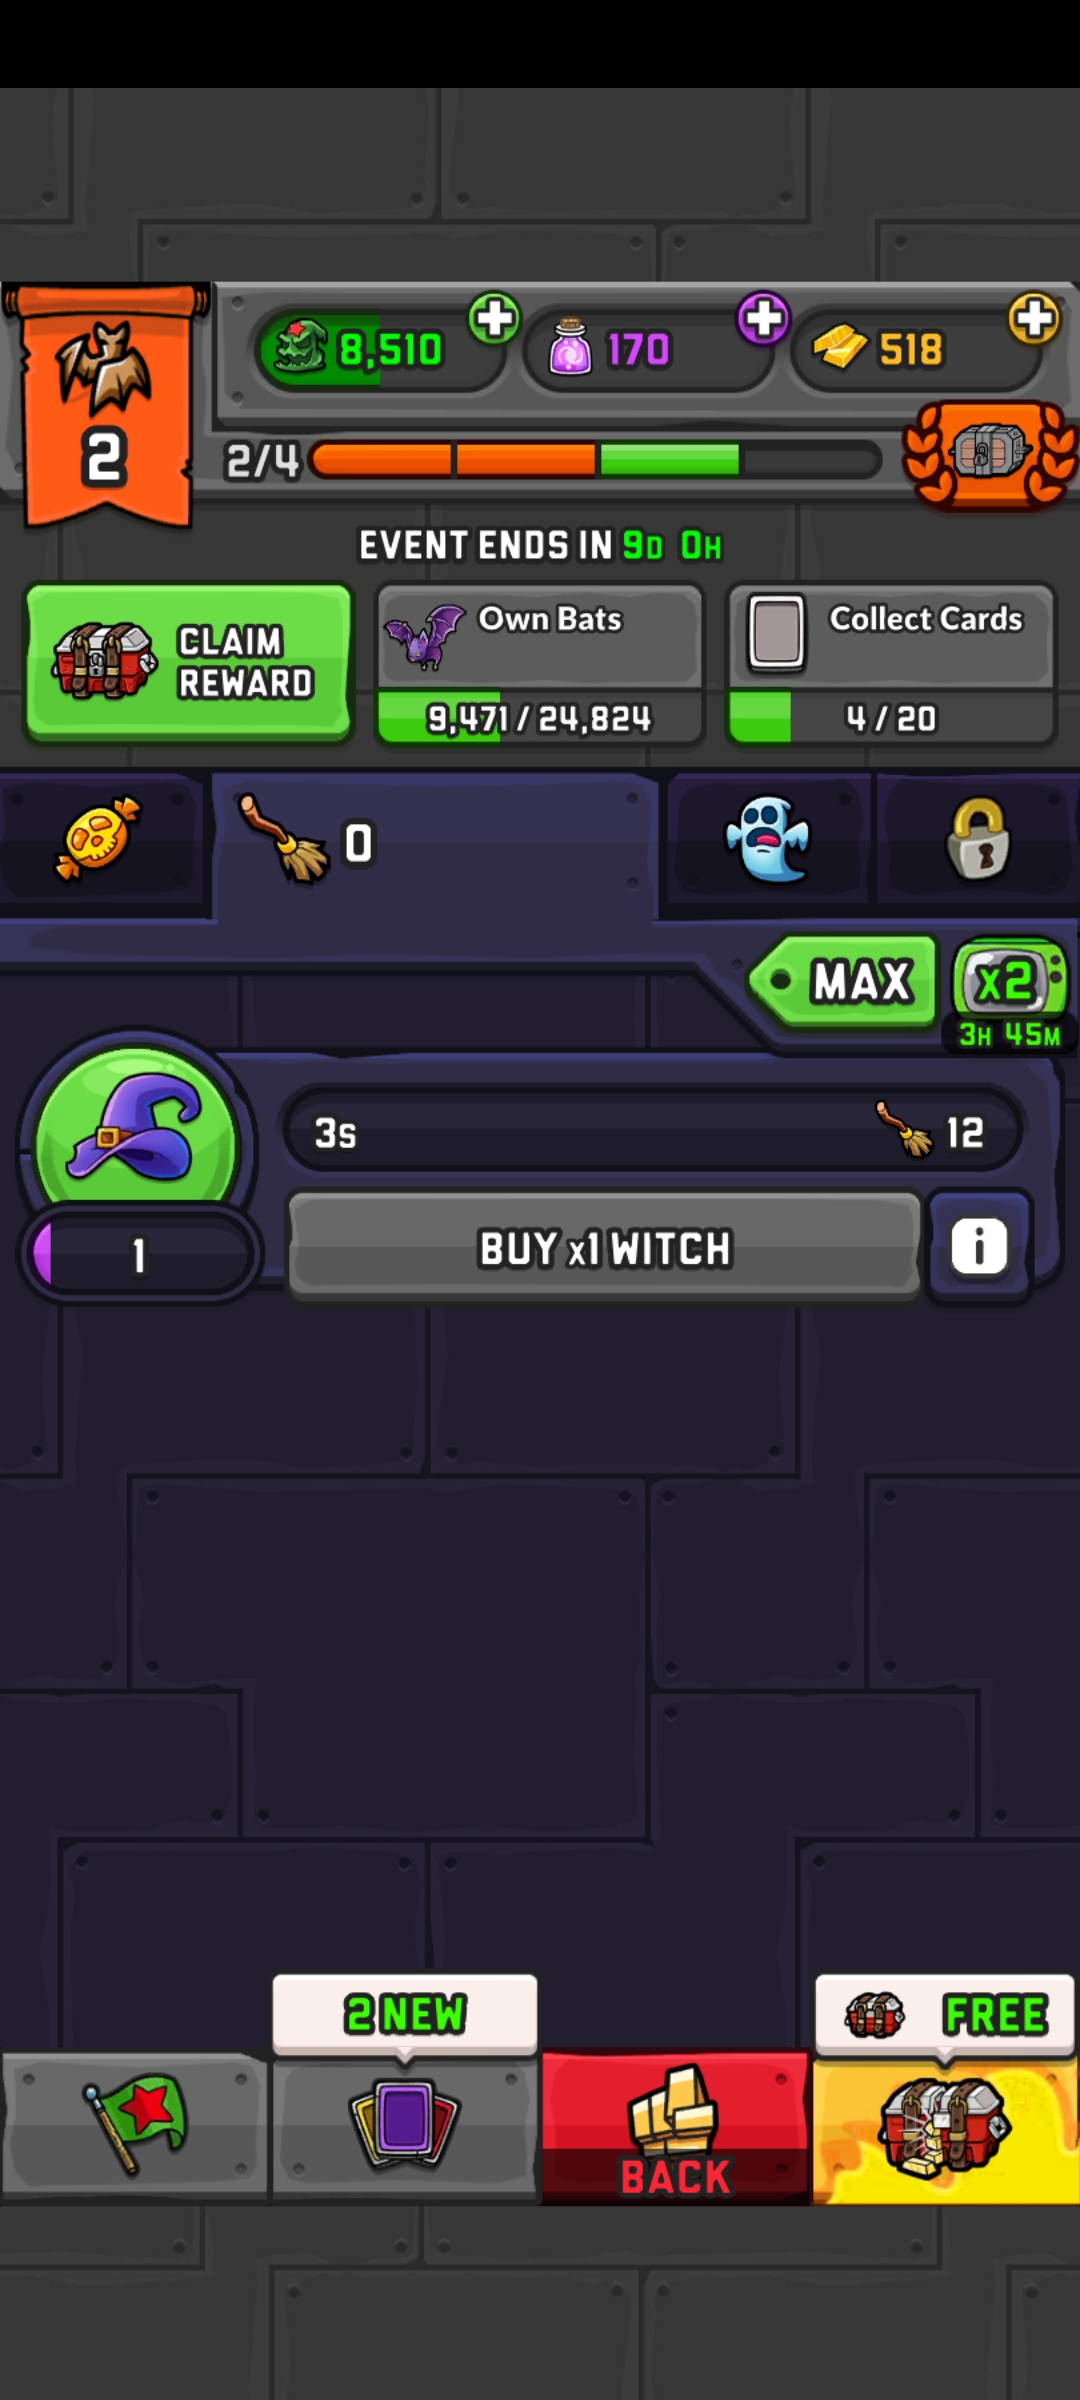 8,510
170
518
2
2/4
EVENT ENDS IN 9D 0H
CLAIM
REWARD
Own Bats
9,471 / 24,824
Collect Cards
4 / 20
0
MAX
x2
3H 45M
3s
12
1
BUY x1 WITCH
i
2 NEW
FREE
BACK